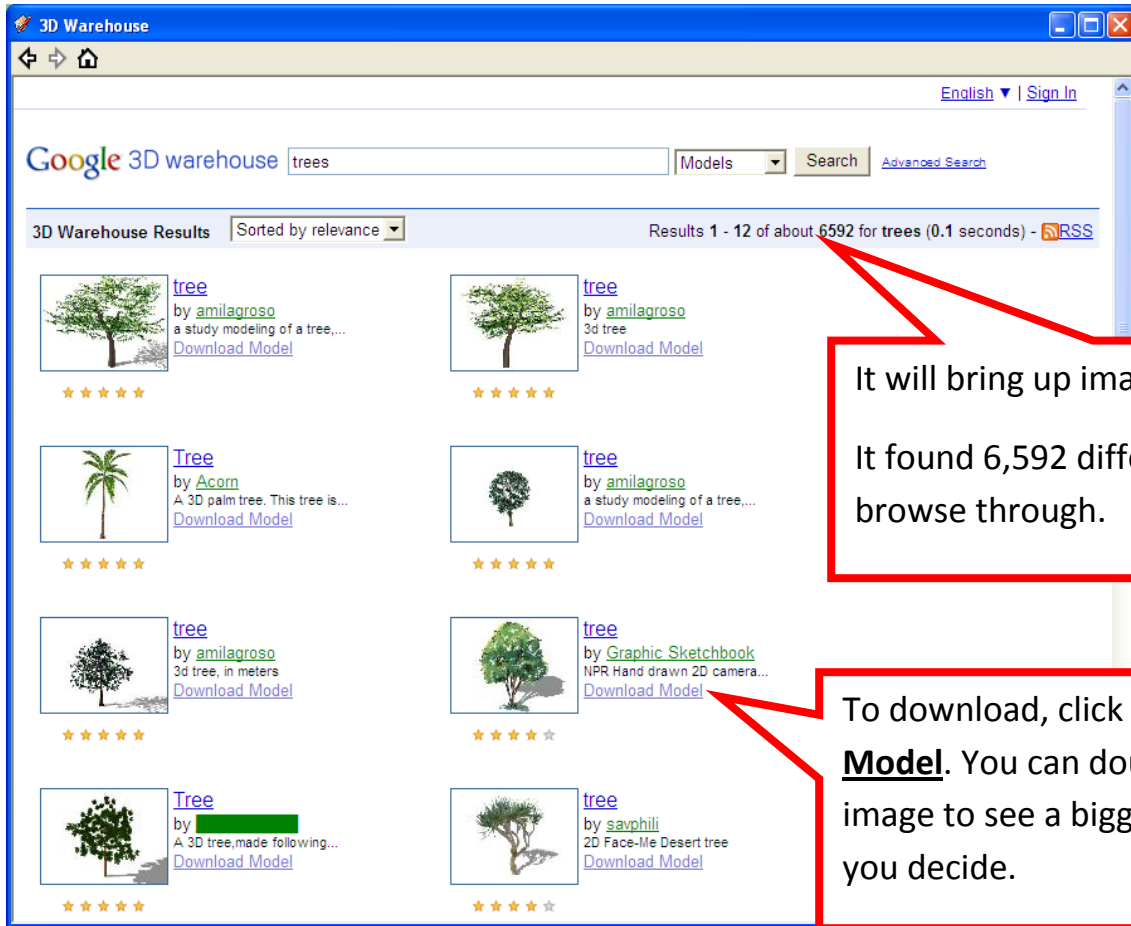 3D Warehouse
English ▼ | Sign In
Google 3D warehouse trees Models Search Advanced Search
3D Warehouse Results Sorted by relevance Results 1 - 12 of about 6592 for trees (0.1 seconds) - RSS
tree
by amilagroso
a study modeling of a tree,...
Download Model
tree
by amilagroso
3d tree
Download Model
It will bring up ima
It found 6,592 diffe
browse through.
Tree
by Acorn
A 3D palm tree. This tree is...
Download Model
tree
by amilagroso
a study modeling of a tree,...
Download Model
tree
by amilagroso
3d tree, in meters
Download Model
tree
by Graphic Sketchbook
NPR Hand drawn 2D camera...
Download Model
To download, click
Model. You can dou
image to see a bigg
you decide.
Tree
by
A 3D tree,made following...
Download Model
tree
by savphili
2D Face-Me Desert tree
Download Model